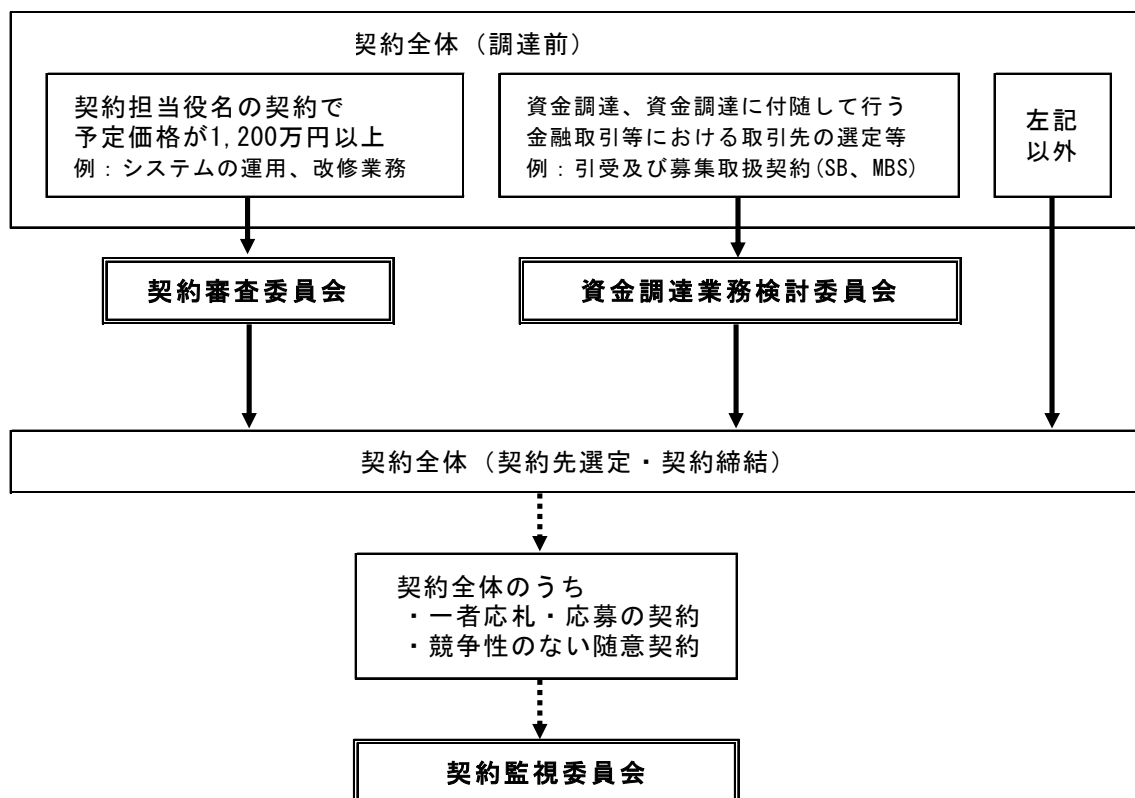 契約全体（調達前）
契約担当役名の契約で
予定価格が1,200万円以上
例：システムの運用、改修業務
資金調達、資金調達に付随して行う
金融取引等における取引先の選定等
例：引受及び募集取扱契約(SB、MBS)
左記
以外
契約審査委員会
資金調達業務検討委員会
契約全体（契約先選定・契約締結）
契約全体のうち
・一者応札・応募の契約
・競争性のない随意契約
契約監視委員会